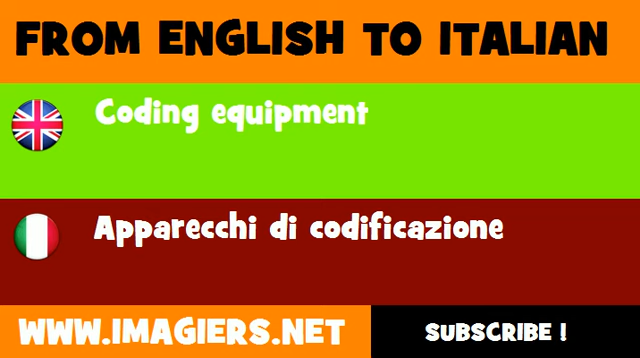 FROM ENGLISH TO ITALIAN
Coding equipment
Apparecchi di codificazione
WWW.IMAGIERS.NET
SUBSCRIBE !